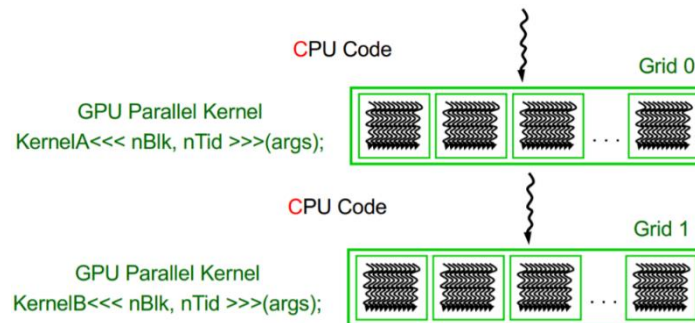 CPU Code
Grid 0
GPU Parallel Kernel
KernelA<<< nBlk, nTid >>>(args);
. . .
CPU Code
Grid 1
GPU Parallel Kernel
KernelB<<< nBlk, nTid >>>(args);
. . .